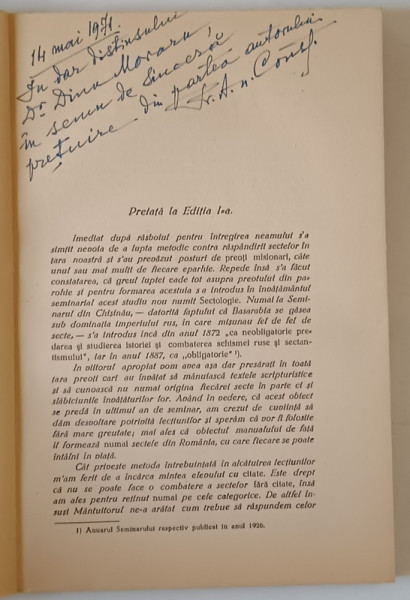 14 mai 1971.
În dar distinsului
Dr. Dinu Moraru,
în semn de sinceră
prețuire din partea autorului.
Prefață la Ediția I-a.
Imediat după răsboiul pentru întregirea neamului s'a
simțit nevoia de a lupta metodic contra răspândirii sectelor în
țara noastră și s'au prevăzut posturi de preoți misionari, câte
unul sau mai mulți de fiecare eparhie. Repede însă s'a făcut
constatarea, că greul luptei cade tot asupra preotului din pa-
rohie și pentru formarea acestuia s'a introdus în învățământul
seminarial acest studiu nou numit Sectologie. Numai la Semi-
narul din Chișinău, — datorită faptului că Basarabia se găsea
sub dominația imperiului rus, în care mișunau fel de fel de
secte, — s'a introdus încă din anul 1872 „ca neobligatorie pre-
darea și studierea istoriei și combaterea schismei ruse și sectan-
tismului", iar în anul 1887, ca „obligatorie" ¹).
In viitorul apropiat vom avea așa dar presărați în toată
țara preoți cari au învățat să mânuiască textele scripturistice
și să cunoască nu numai origina fiecărei secte în parte ci și
slăbiciunile învățăturilor lor. Având în vedere, că acest obiect
se predă în ultimul an de seminar, am crezut de cuviință să
dăm desvoltare potrivită lecțiunilor și sperăm că vor fi folosite
fără mare greutate; mai ales că obiectul manualului de față
îl formează numai sectele din România, cu care fiecare se poate
întâlni în viață.
Cât privește metoda întrebuințată în alcătuirea lecțiunilor
m'am ferit de a încărca mintea elevului cu citate. Este drept
că nu se poate face o combatere a sectelor fără citate, însă
am ales pentru reținut numai pe cele categorice. De altfel în-
suși Mântuitorul ne-a arătat cum trebue să răspundem celor
1) Anuarul Seminarului respectiv publicat în anul 1926.